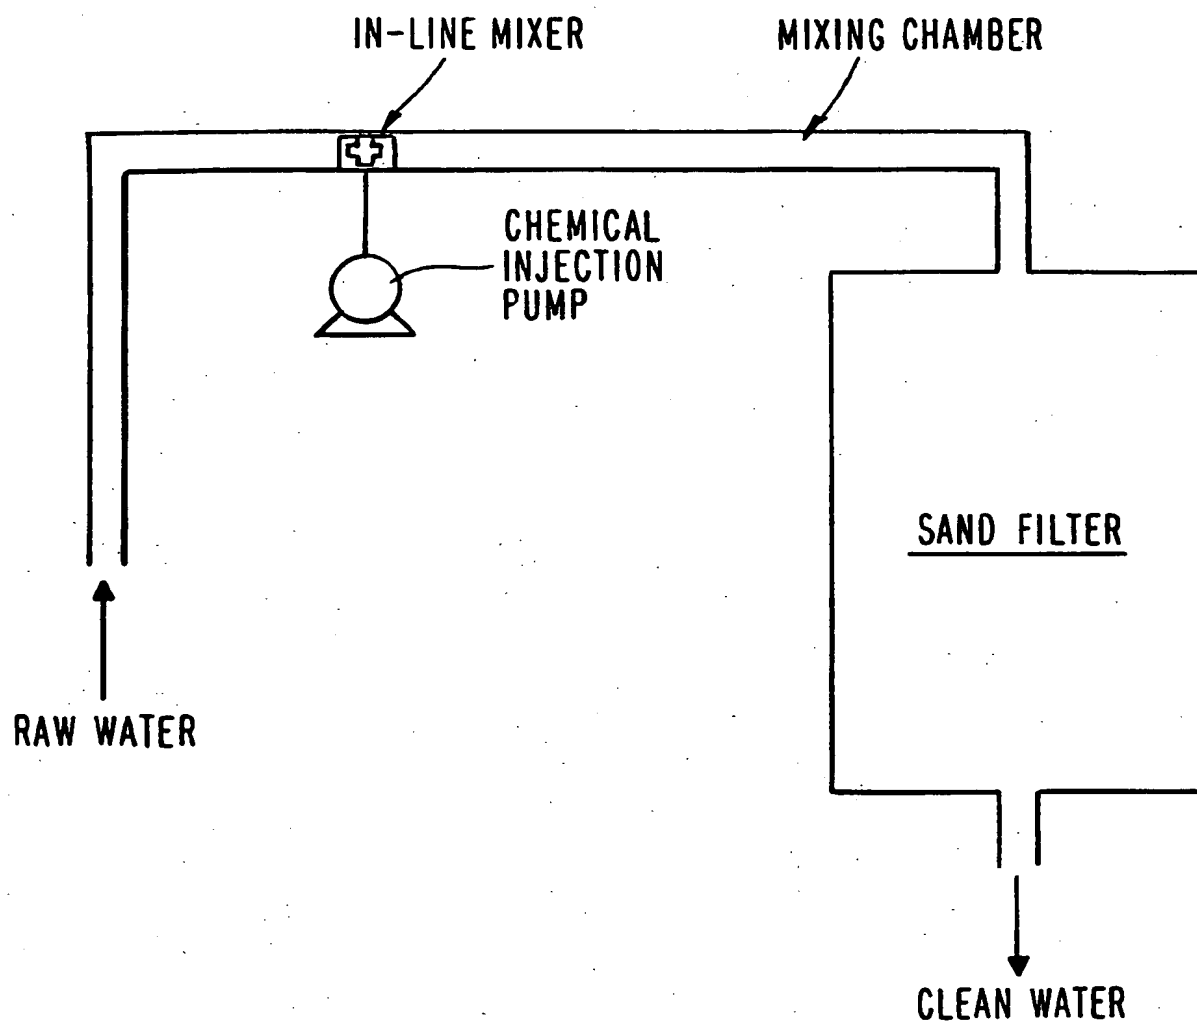 IN-LINE MIXER
MIXING CHAMBER
CHEMICAL
INJECTION
PUMP
SAND FILTER
RAW WATER
CLEAN WATER